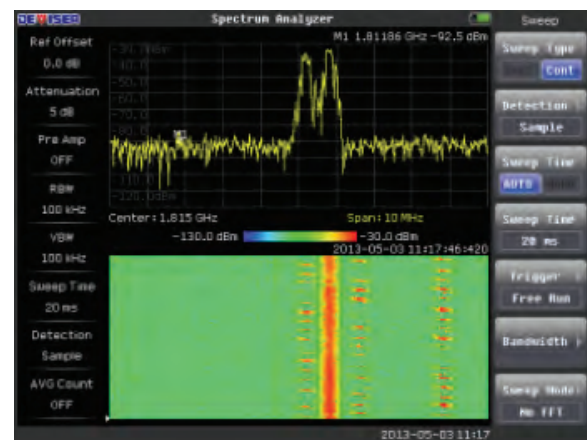 DEVISER
Spectrum Analyzer
Sweep
Ref Offset
0.0 dB
Attenuation
5 dB
Pre Amp
OFF
RBW
100 kHz
VBW
100 kHz
Sweep Time
20 ms
Detection
Sample
AVG Count
OFF
M1 1.81186 GHz -92.5 dBm
-50.0
-120.0dBm
Center: 1.815 GHz
Span: 10 MHz
-130.0 dBm
-30.0 dBm
2013-05-03 11:17:46:420
Sweep Type
Cont
Detection
Sample
Sweep Time
AUTO
Sweep Time
20 ms
Trigger
Free Run
Bandwidth
Sweep Mode
No FFT
2013-05-03 11:17